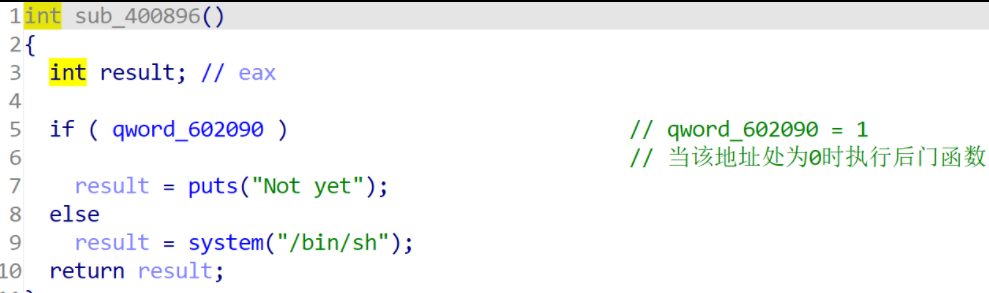 1 int sub_400896()
2 {
3   int result; // eax
4
5   if ( qword_602090 )                            // qword_602090 = 1
6                                                  // 当该地址处为0时执行后门函数
7     result = puts("Not yet");
8   else
9     result = system("/bin/sh");
10   return result;